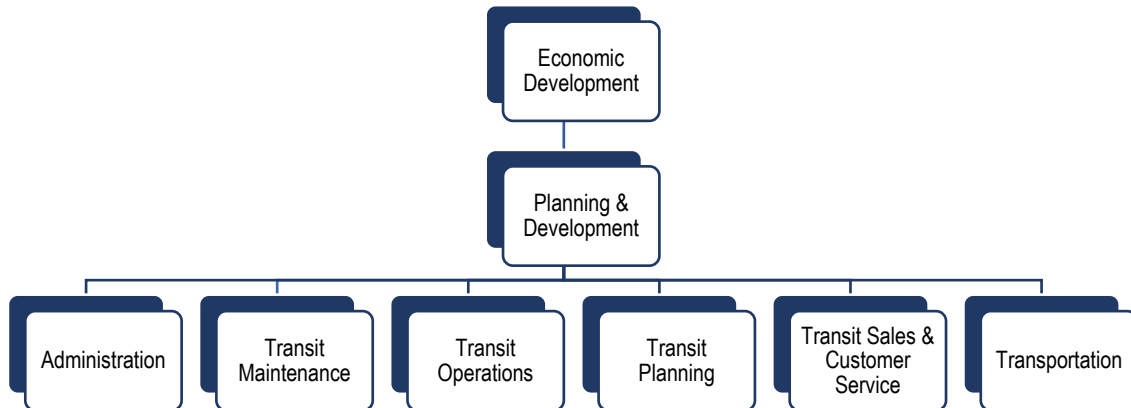 Economic
Development
Planning &
Development
Administration
Transit
Maintenance
Transit
Operations
Transit
Planning
Transit Sales &
Customer
Service
Transportation